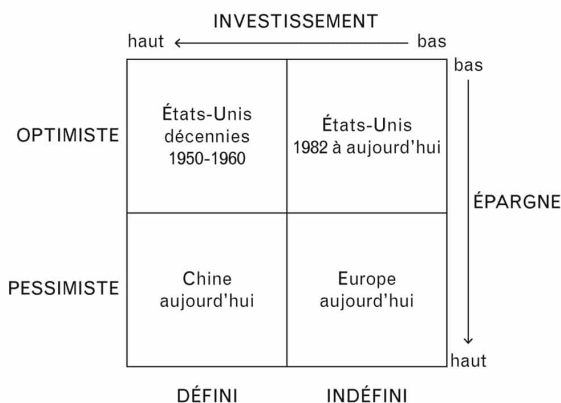 INVESTISSEMENT
haut bas
bas
OPTIMISTE
États-Unis
décennies
1950-1960
États-Unis
1982 à aujourd'hui
ÉPARGNE
PESSIMISTE
Chine
aujourd'hui
Europe
aujourd'hui
haut
DÉFINI INDÉFINI